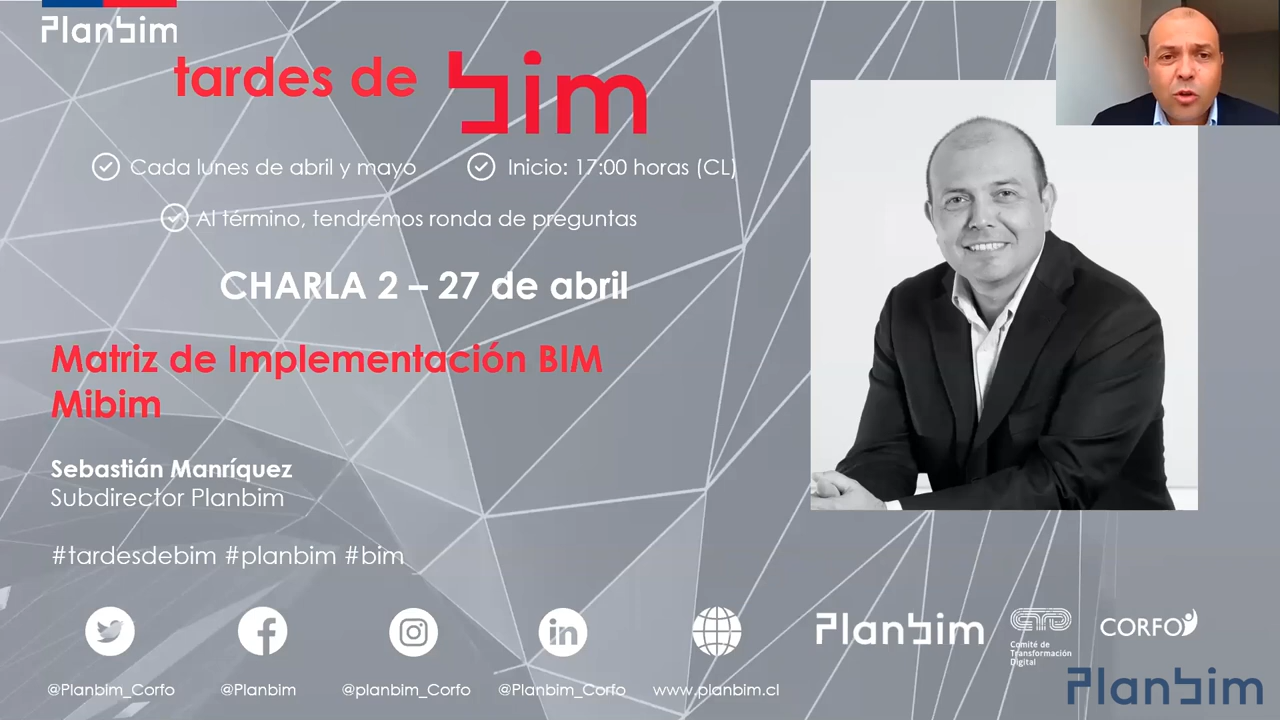 Planbim
tardes de bim
Cada lunes de abril y mayo
Inicio: 17:00 horas (CL)
Al término, tendremos ronda de preguntas
CHARLA 2 – 27 de abril
Matriz de Implementación BIM
Mibim
Sebastián Manríquez
Subdirector Planbim
#tardesdebim #planbim #bim
@Planbim_Corfo
@Planbim
@planbim_Corfo
@Planbim_Corfo
www.planbim.cl
Planbim
Comité de
Transformación
Digital
CORFO
Planbim